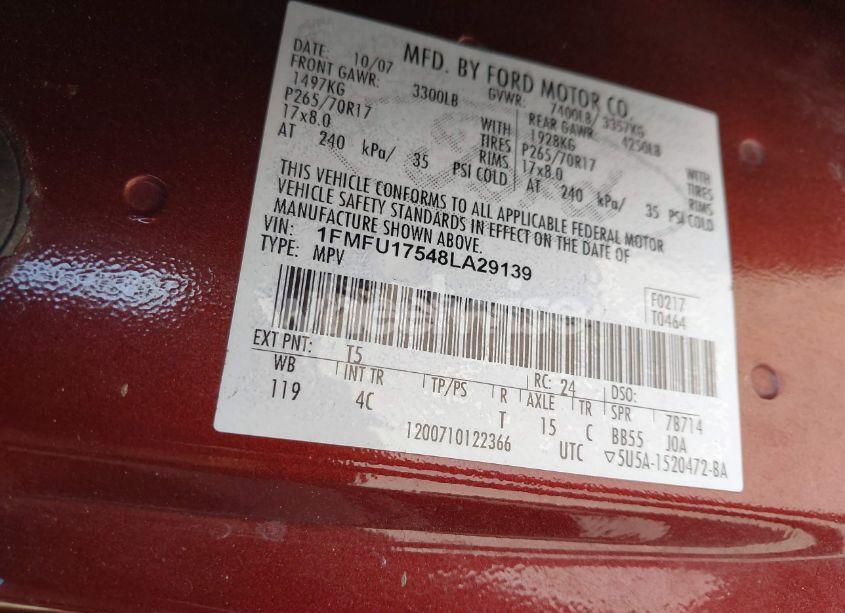 MFD. BY FORD MOTOR CO.
DATE: 10/07 GVWR: 7400LB/ 3357KG
FRONT GAWR: 3300LB REAR GAWR: 4250LB
1497KG WITH 1928KG WITH
P265/70R17 TIRES P265/70R17 TIRES
17x8.0 RIMS 17x8.0 RIMS
AT 240 kPa/ 35 PSI COLD AT 240 kPa/ 35 PSI COLD
THIS VEHICLE CONFORMS TO ALL APPLICABLE FEDERAL MOTOR
VEHICLE SAFETY STANDARDS IN EFFECT ON THE DATE OF
MANUFACTURE SHOWN ABOVE.
VIN: 1FMFU17548LA29139
TYPE: MPV
F0217
T0464
EXT PNT: T5 RC: 24 DSO:
WB INT TR TP/PS R AXLE TR SPR 7B714
119 4C T 15 C BB55 JOA
1200710122366 UTC ▽5U5A-1520472-BA